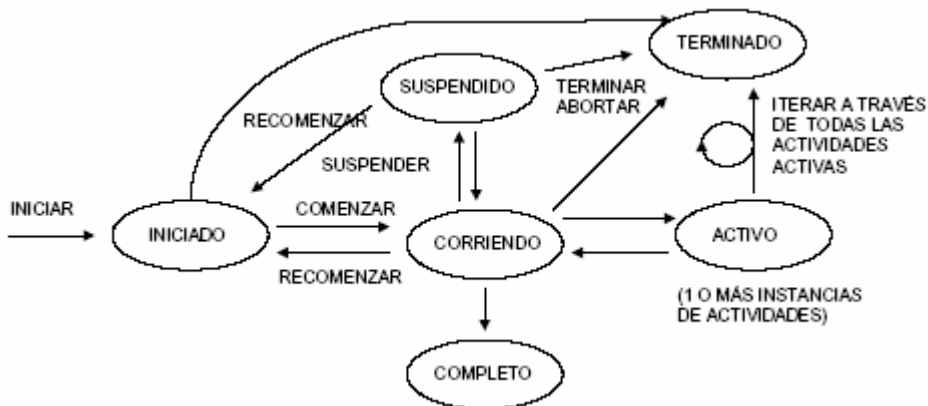 TERMINADO
SUSPENDIDO
TERMINAR
ABORTAR
ITERAR A TRAVÉS
DE TODAS LAS
ACTIVIDADES
ACTIVAS
RECOMENZAR
SUSPENDER
INICIAR
COMENZAR
INICIADO
CORRIENDO
ACTIVO
RECOMENZAR
(1 O MÁS INSTANCIAS
DE ACTIVIDADES)
COMPLETO